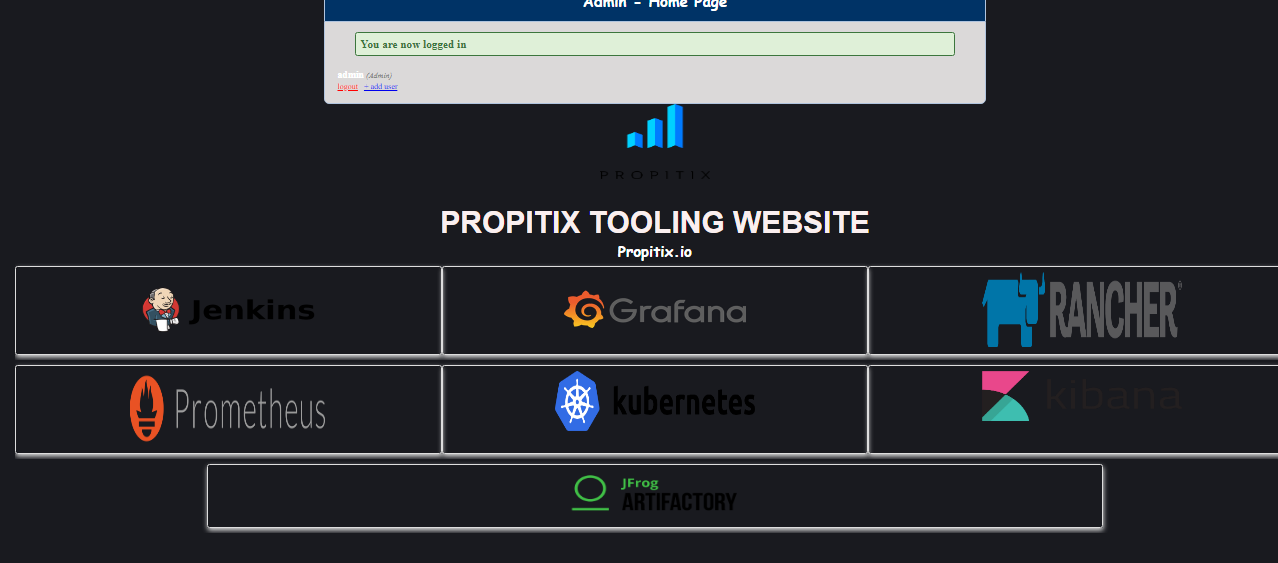 Admin - Home Page
You are now logged in
admin (Admin)
logout + add user
PROPITIX
PROPITIX TOOLING WEBSITE
Propitix.io
Jenkins
Grafana
RANCHER®
Prometheus
kubernetes
kibana
JFrog
ARTIFACTORY